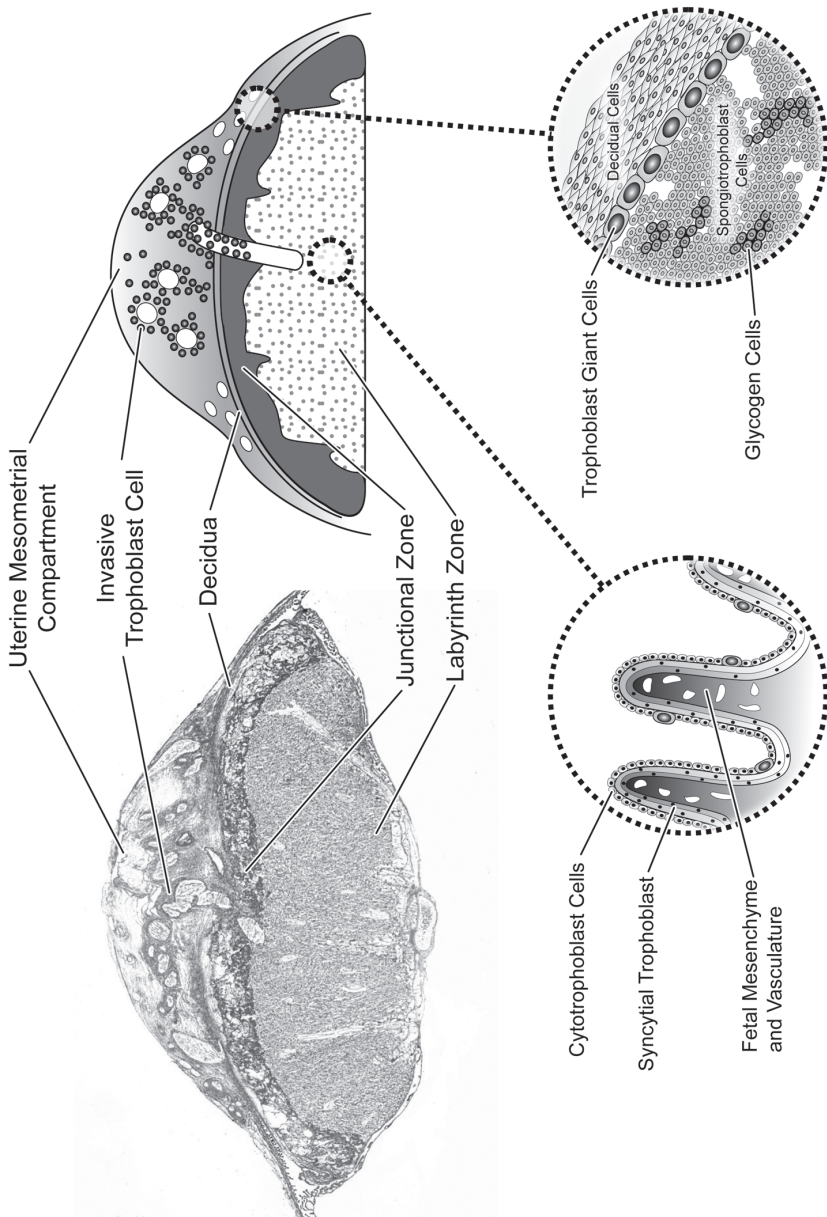 Uterine Mesometrial
Compartment
Invasive
Trophoblast Cell
Decidua
Junctional Zone
Labyrinth Zone
Cytotrophoblast Cells
Syncytial Trophoblast
Fetal Mesenchyme
and Vasculature
Trophoblast Giant Cells
Glycogen Cells
Decidual Cells
Spongiotrophoblast
Cells